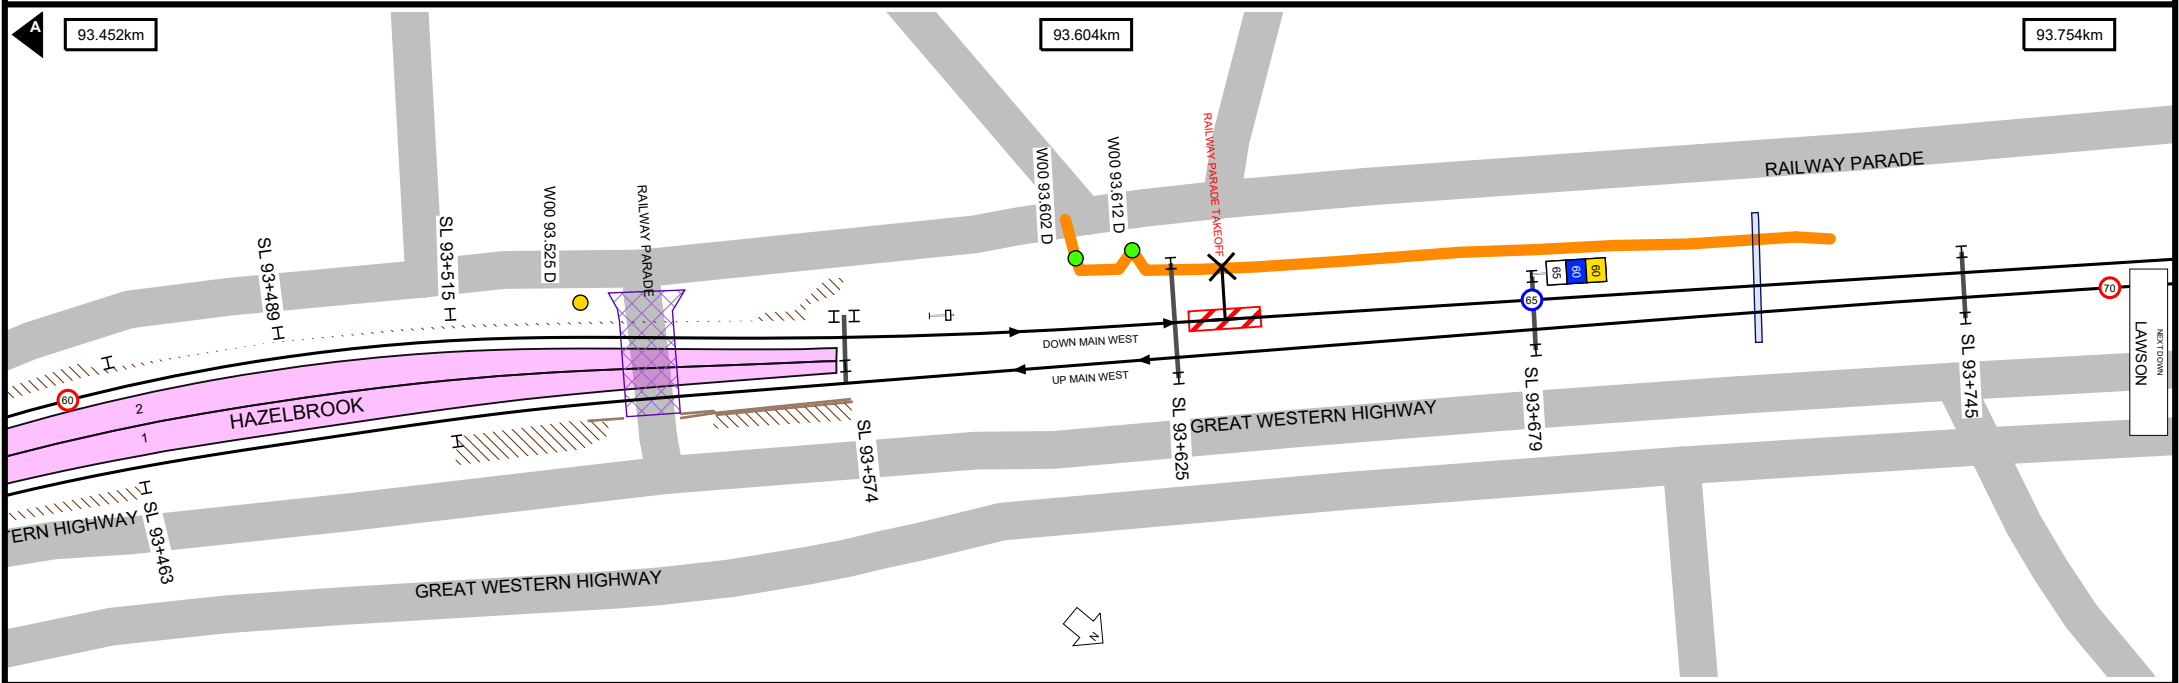 A
93.452km
93.604km
93.754km
RAILWAY PARADE TAKEOFF
W00 93.602 D
W00 93.612 D
RAILWAY PARADE
SL 93+489
SL 93+515
W00 93.525 D
RAILWAY PARADE
65
60
60
65
70
NEXT DOWN
LAWSON
DOWN MAIN WEST
UP MAIN WEST
60
2
1
HAZELBROOK
GREAT WESTERN HIGHWAY
SL 93+574
SL 93+625
SL 93+679
SL 93+745
TERN HIGHWAY
SL 93+463
GREAT WESTERN HIGHWAY
N